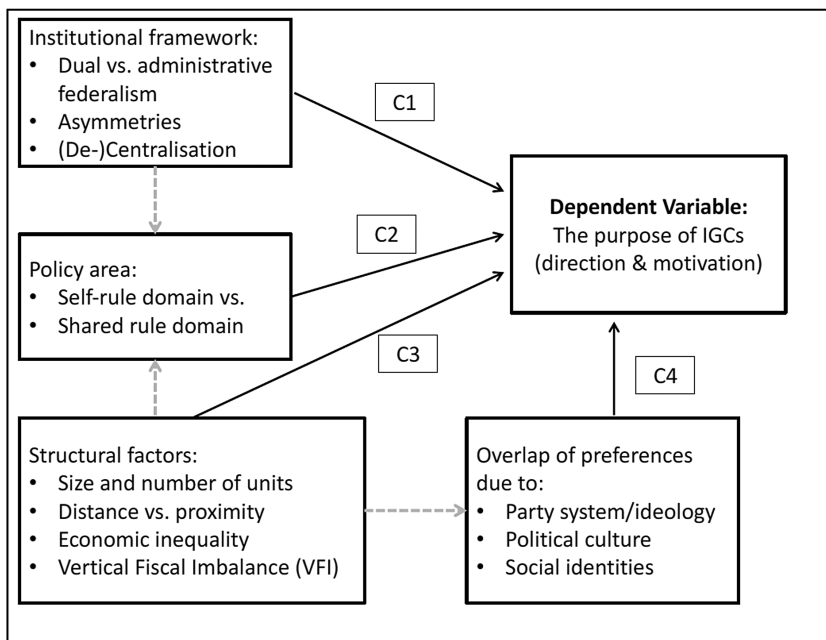 Institutional framework:
• Dual vs. administrative
federalism
• Asymmetries
• (De-)Centralisation
C1
Dependent Variable:
The purpose of IGCs
(direction & motivation)
C2
Policy area:
• Self-rule domain vs.
• Shared rule domain
C3
C4
Structural factors:
• Size and number of units
• Distance vs. proximity
• Economic inequality
• Vertical Fiscal Imbalance (VFI)
Overlap of preferences
due to:
• Party system/ideology
• Political culture
• Social identities